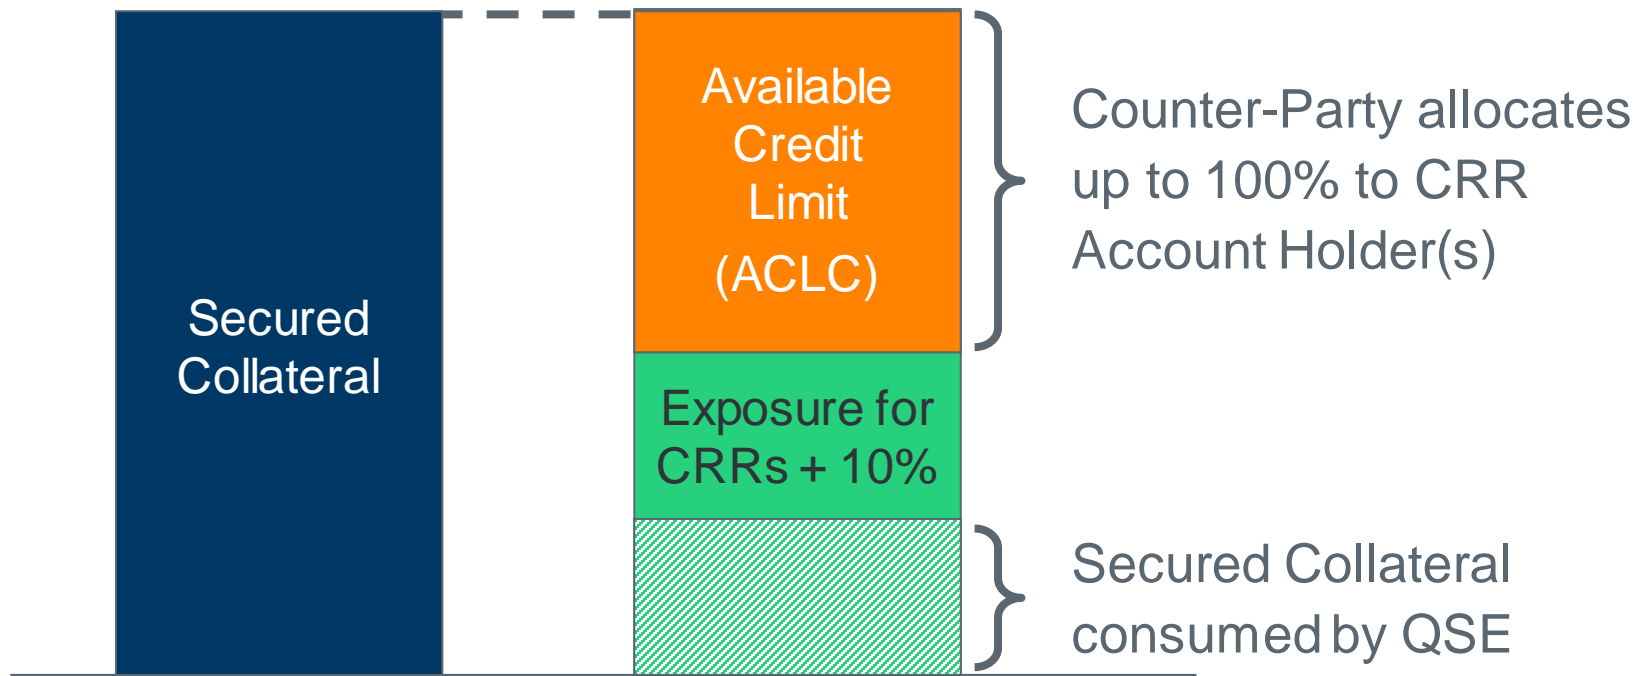 Secured
Collateral
Available
Credit
Limit
(ACLC)
Exposure for
CRRs + 10%
Counter-Party allocates
up to 100% to CRR
Account Holder(s)
Secured Collateral
consumed by QSE